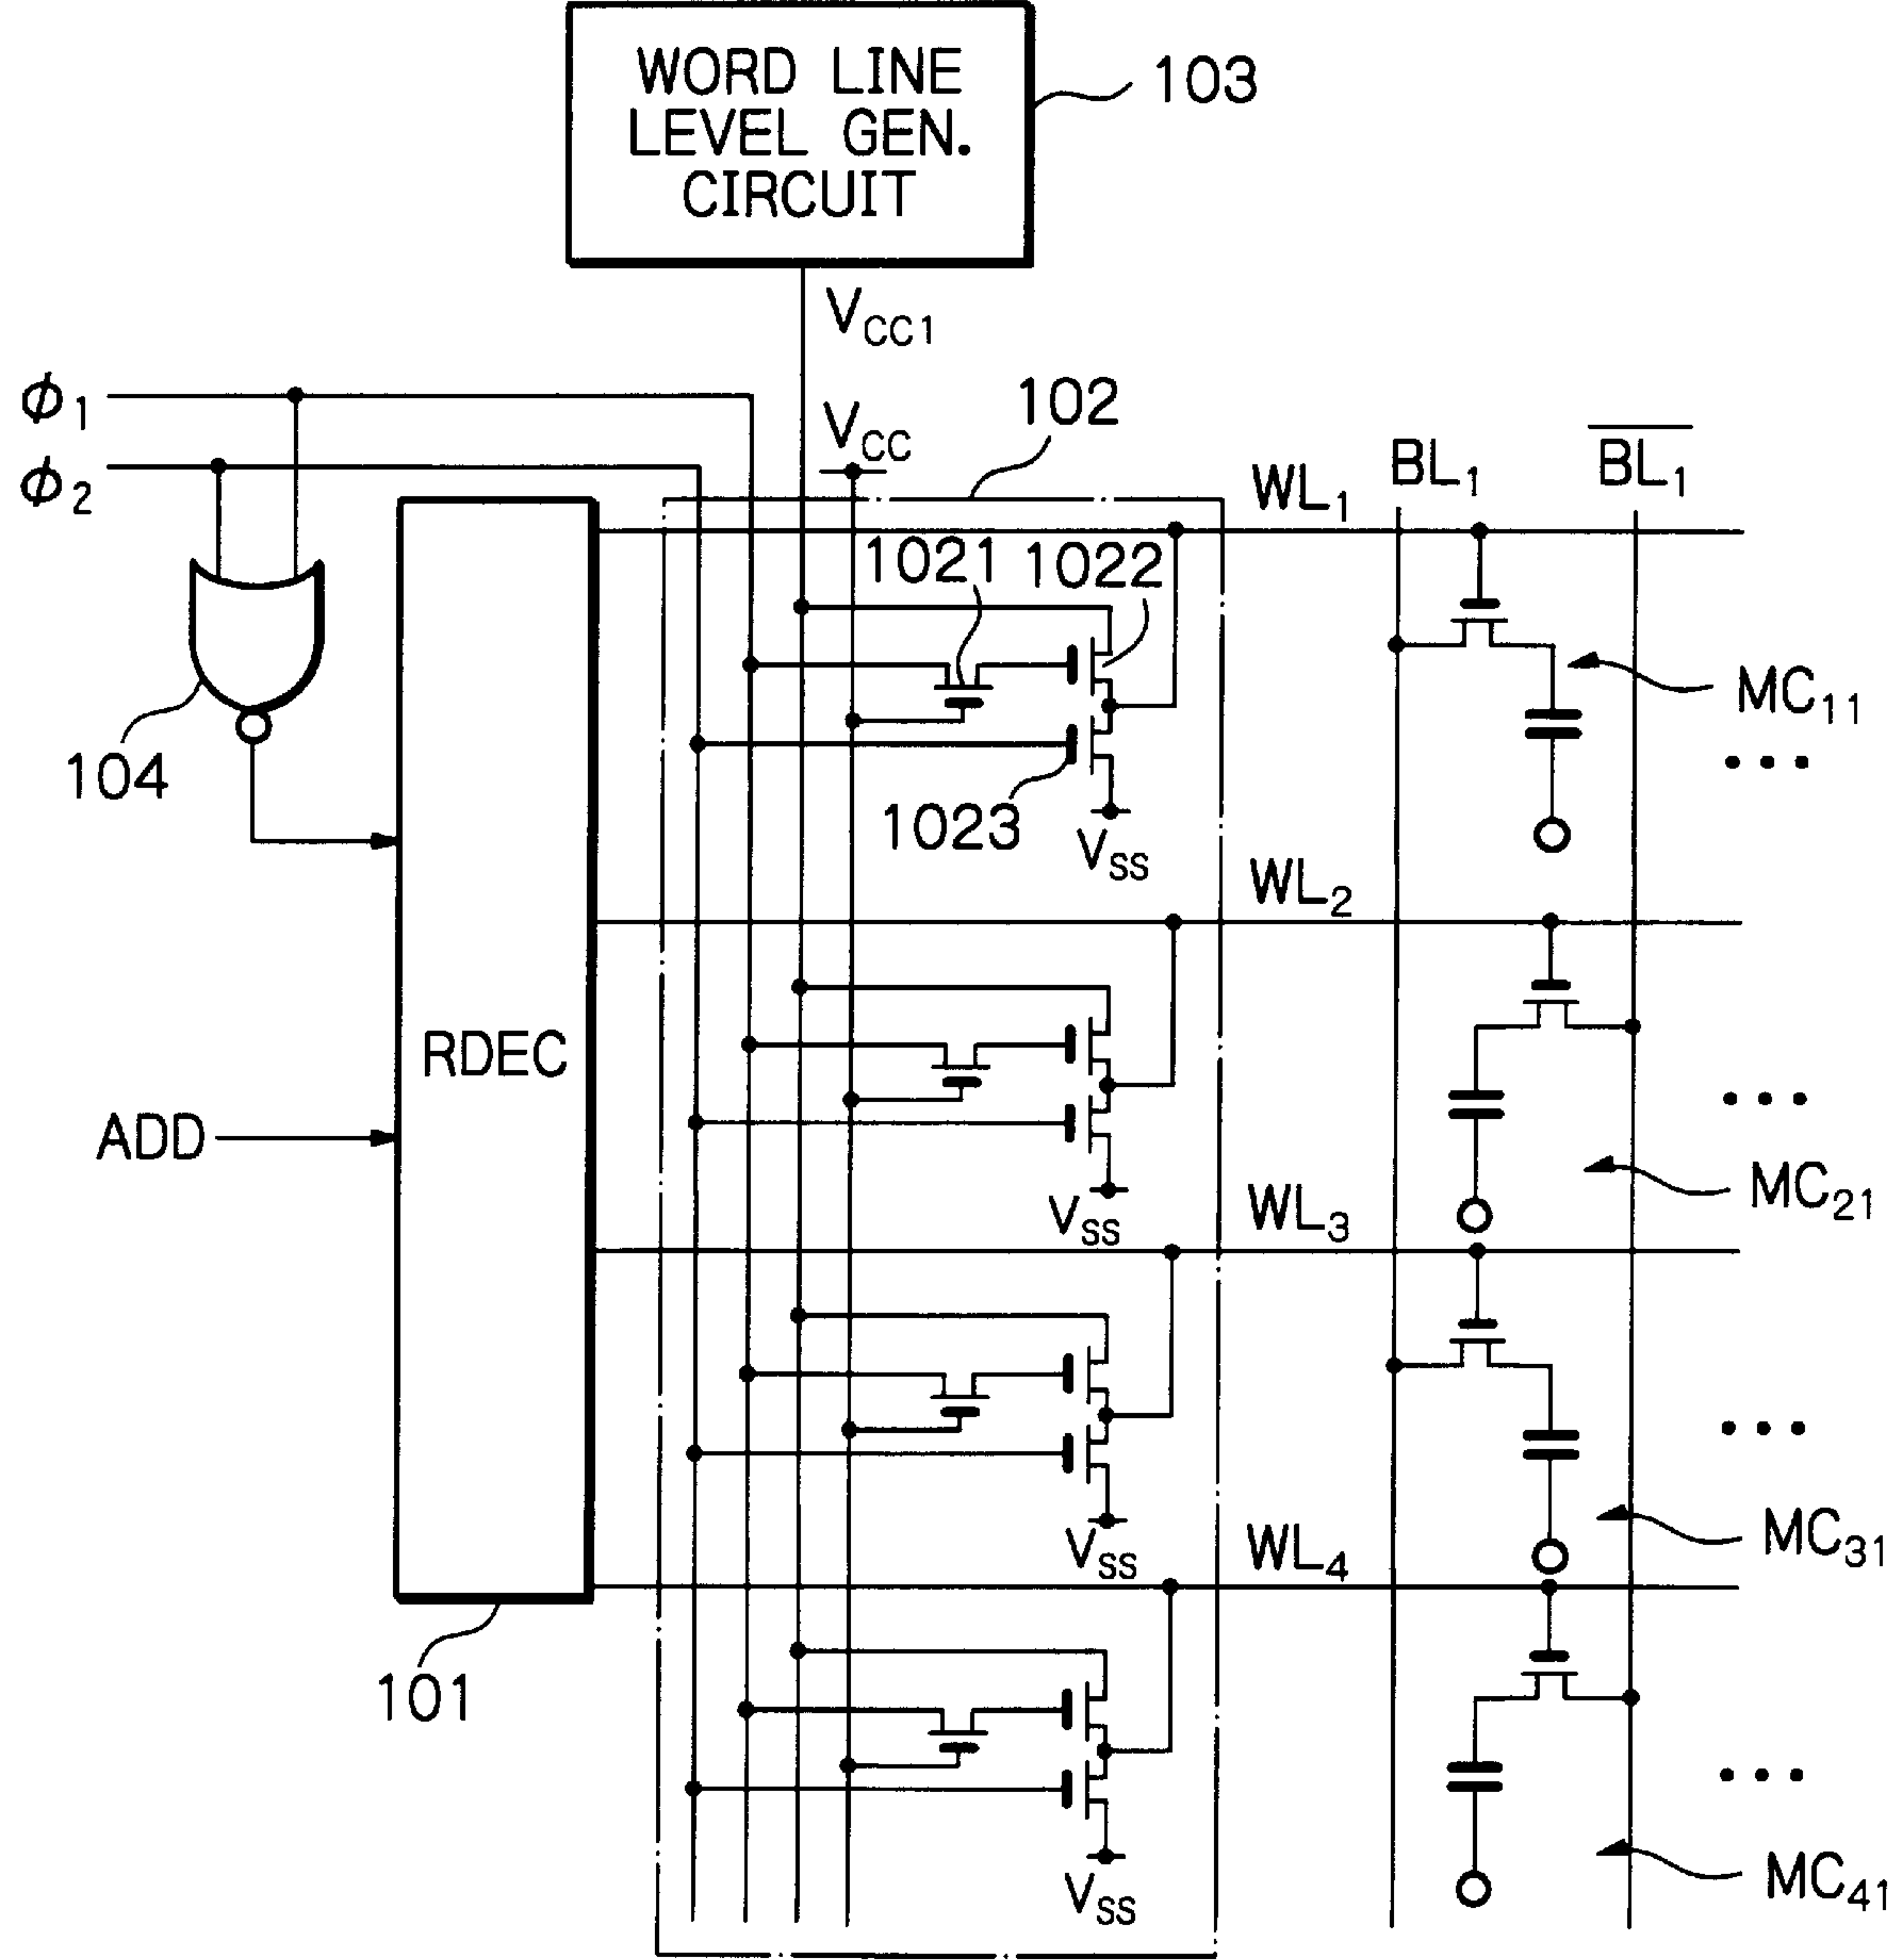 WORD LINE
LEVEL GEN.
CIRCUIT
103
VCC1
ϕ1
ϕ2
VCC
102
WL1
BL1
BL1
1021
1022
MC11
...
104
1023
VSS
WL2
RDEC
ADD
...
MC21
VSS
WL3
...
MC31
VSS
WL4
101
...
MC41
VSS